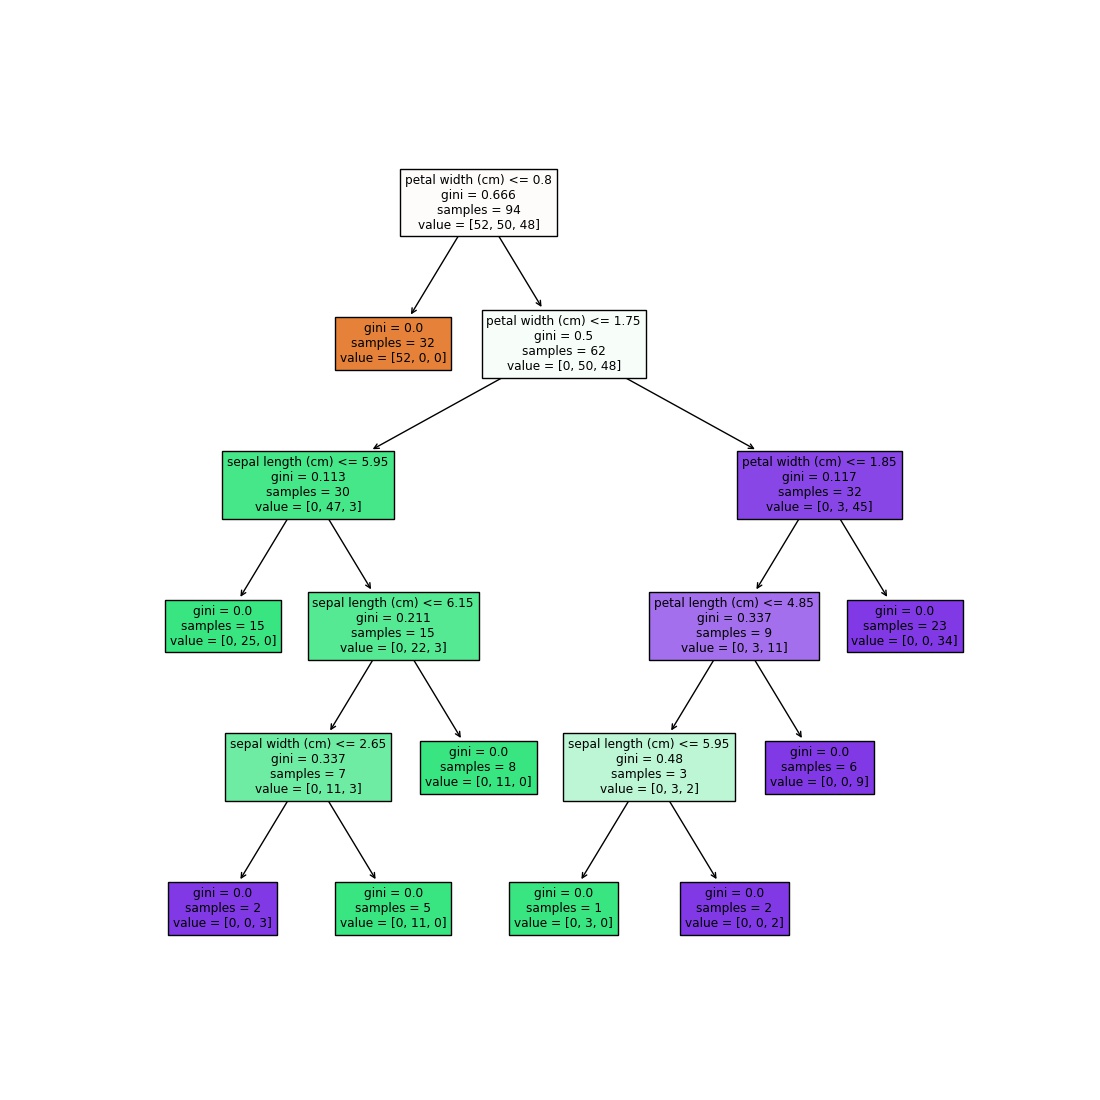 petal width (cm) <= 0.8
gini = 0.666
samples = 94
value = [52, 50, 48]
gini = 0.0
samples = 32
value = [52, 0, 0]
petal width (cm) <= 1.75
gini = 0.5
samples = 62
value = [0, 50, 48]
sepal length (cm) <= 5.95
gini = 0.113
samples = 30
value = [0, 47, 3]
petal width (cm) <= 1.85
gini = 0.117
samples = 32
value = [0, 3, 45]
gini = 0.0
samples = 15
value = [0, 25, 0]
sepal length (cm) <= 6.15
gini = 0.211
samples = 15
value = [0, 22, 3]
petal length (cm) <= 4.85
gini = 0.337
samples = 9
value = [0, 3, 11]
gini = 0.0
samples = 23
value = [0, 0, 34]
sepal width (cm) <= 2.65
gini = 0.337
samples = 7
value = [0, 11, 3]
gini = 0.0
samples = 8
value = [0, 11, 0]
sepal length (cm) <= 5.95
gini = 0.48
samples = 3
value = [0, 3, 2]
gini = 0.0
samples = 6
value = [0, 0, 9]
gini = 0.0
samples = 2
value = [0, 0, 3]
gini = 0.0
samples = 5
value = [0, 11, 0]
gini = 0.0
samples = 1
value = [0, 3, 0]
gini = 0.0
samples = 2
value = [0, 0, 2]